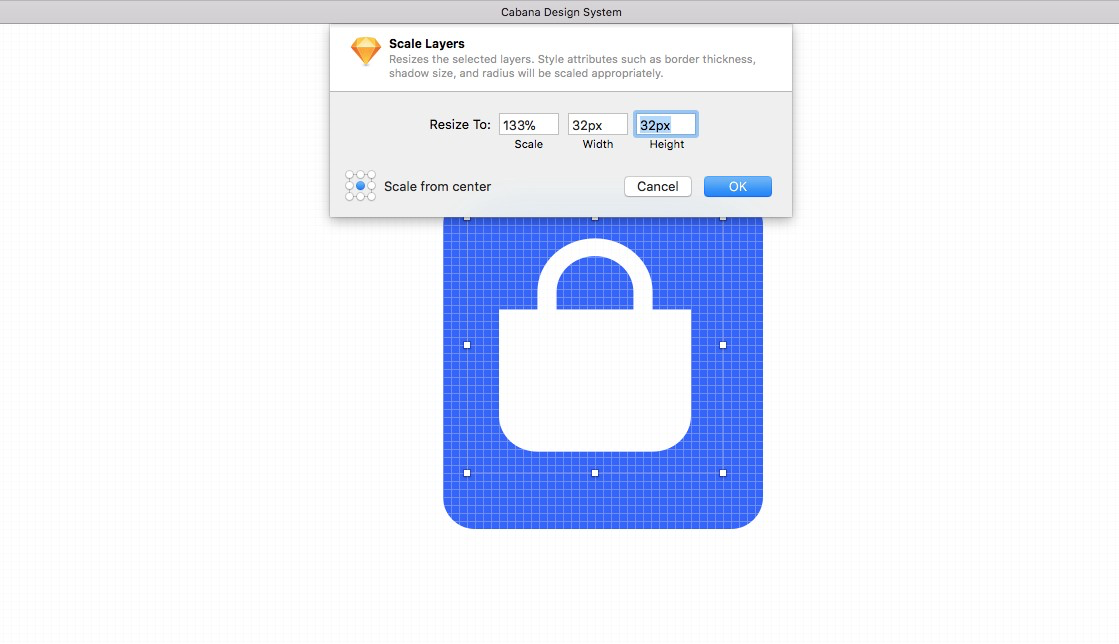 Cabana Design System
Scale Layers
Resizes the selected layers. Style attributes such as border thickness,
shadow size, and radius will be scaled appropriately.
Resize To: 133% 32px 32px
Scale Width Height
Scale from center Cancel OK